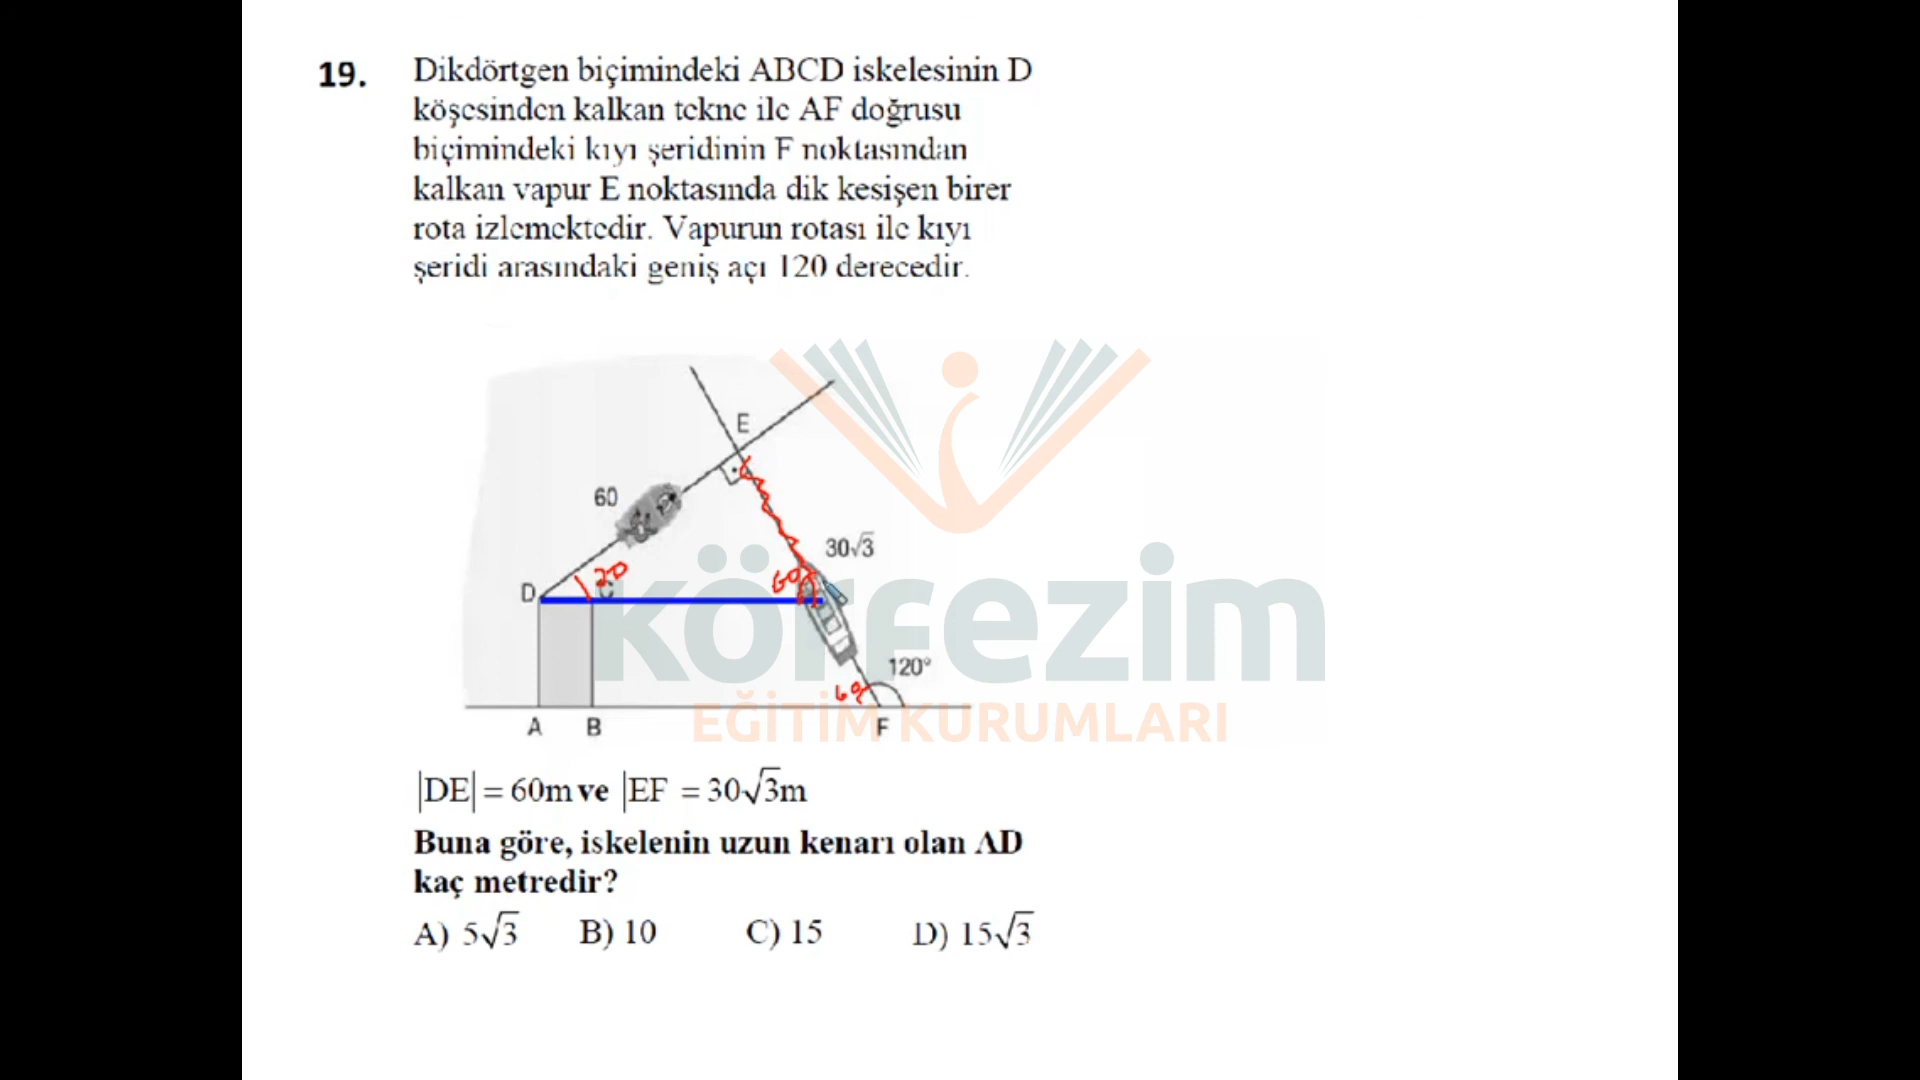 19. Dikdörtgen biçimindeki ABCD iskelesinin D
köşesinden kalkan tekne ile AF doğrusu
biçimindeki kıyı şeridinin F noktasından
kalkan vapur E noktasında dik kesişen birer
rota izlemektedir. Vapurun rotası ile kıyı
şeridi arasındaki geniş açı 120 derecedir.
E
60
30√3
D
C
60
120°
60
A B F
körfezim
EĞİTİM KURUMLARI
|DE| = 60m ve |EF = 30√3m
Buna göre, iskelenin uzun kenarı olan AD
kaç metredir?
A) 5√3 B) 10 C) 15 D) 15√3